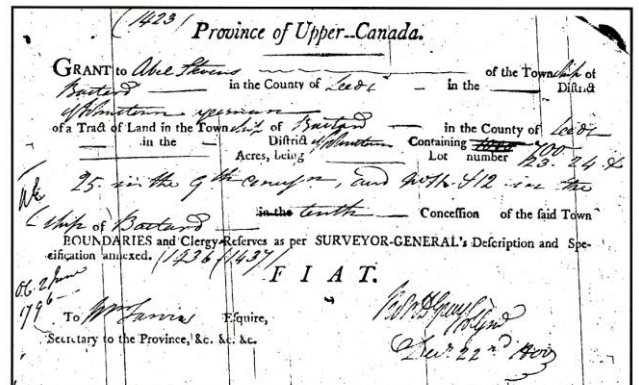 (1423)
Province of Upper-Canada.
GRANT to Abel Stevens of the Township of
Bastard — in the County of Leeds — in the — District
of Johnstown yeoman
of a Tract of Land in the Township of Bastard — in the County of Leeds
— in the — District of Johnstown Containing 700
Acres, being Lot number 23. 24 &
25. in the 9th concession, and 12 in the
in the tenth — Concession of the said Town
(ship of Bastard —
BOUNDARIES and Clergy-Reserves as per SURVEYOR-GENERAL's Description and Spe-
cification annexed. (1436 (1437)
FIAT.
O.C. 2 June
1796
To Wm Jarvis Esquire,
Secretary to the Province, &c. &c. &c.
22nd